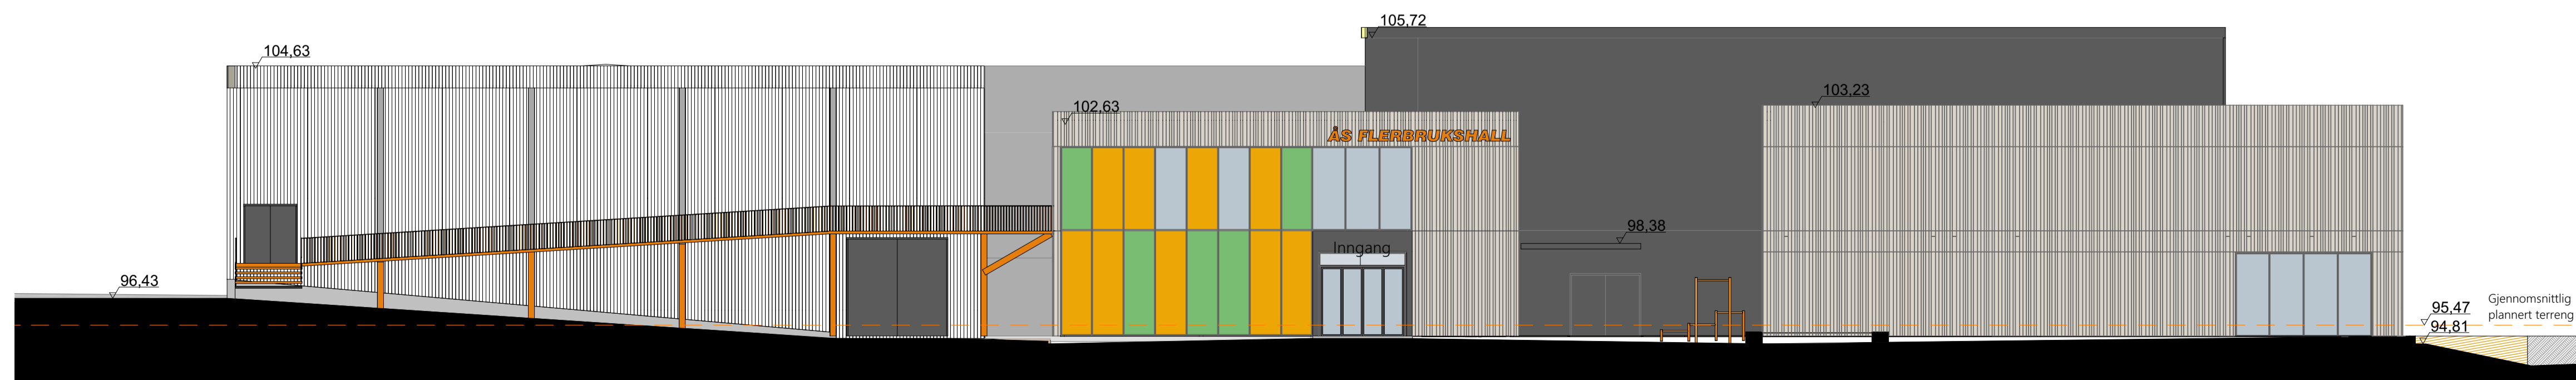 105,72
104,63
103,23
102,63
ÅS FLERBRUKSHALL
98,38
Inngang
96,43
95,47
94,81
Gjennomsnittlig
plannert terreng